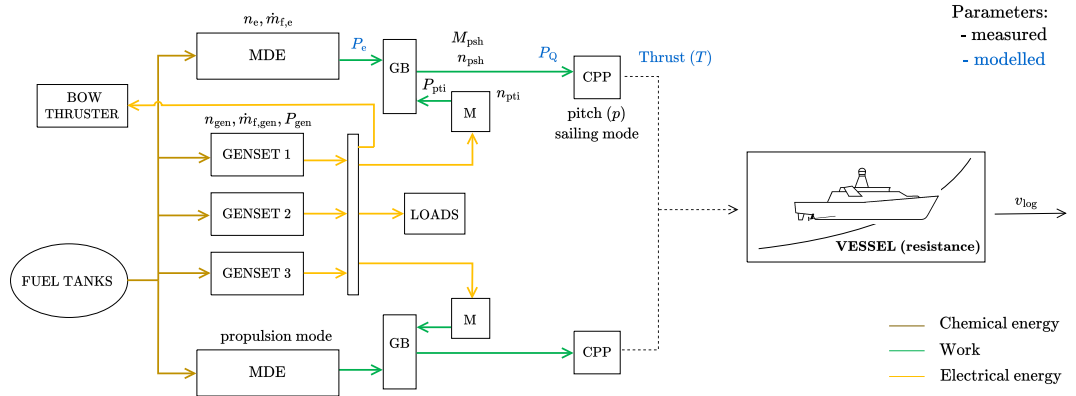 Parameters:
- measured
- modelled
n_e, ṁ_f,e
MDE
P_e
GB
M_psh
n_psh
P_Q
CPP
Thrust (T)
pitch (p)
sailing mode
P_pti
n_pti
M
BOW
THRUSTER
n_gen, ṁ_f,gen, P_gen
GENSET 1
GENSET 2
LOADS
GENSET 3
FUEL TANKS
VESSEL (resistance)
v_log
M
GB
CPP
propulsion mode
MDE
Chemical energy
Work
Electrical energy